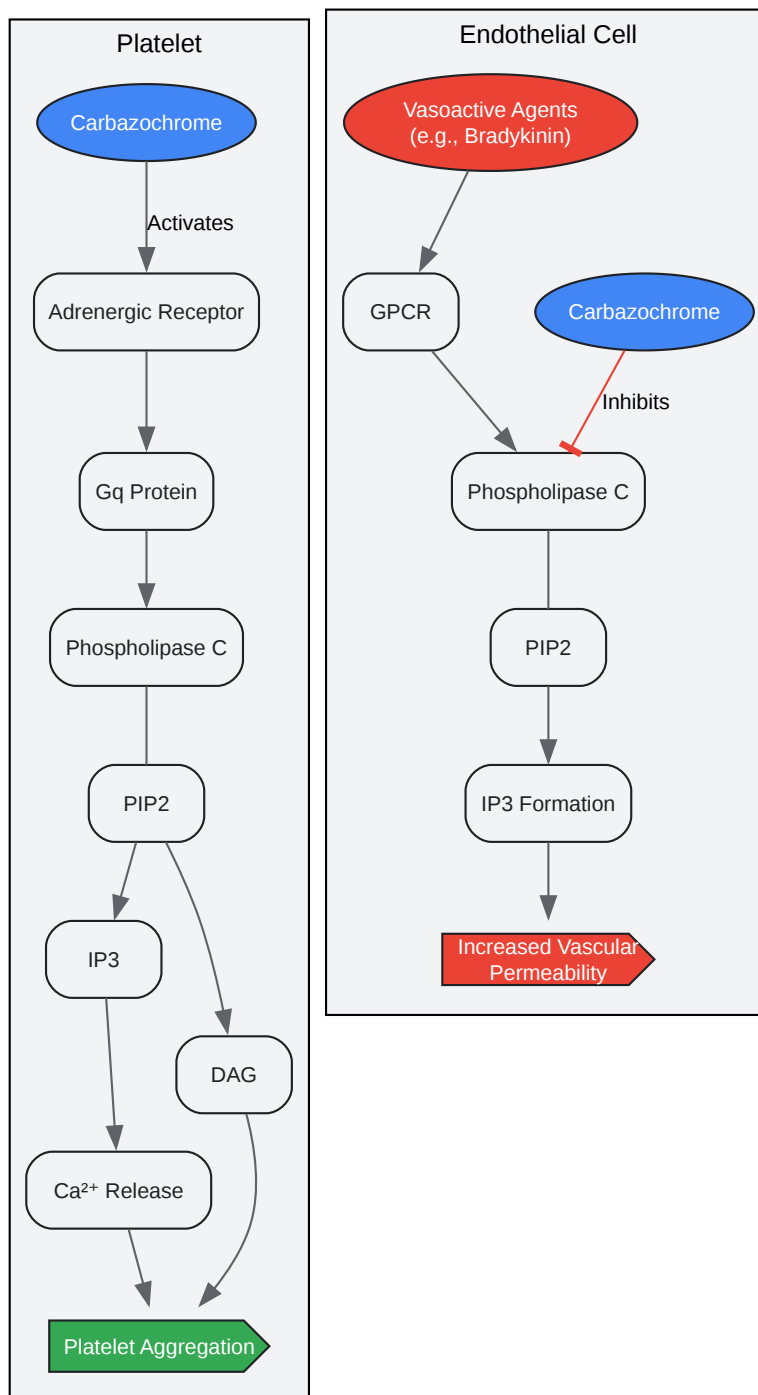 Platelet
Carbazochrome
Activates
Adrenergic Receptor
Gq Protein
Phospholipase C
PIP2
IP3
DAG
Ca²⁺ Release
Platelet Aggregation
Endothelial Cell
Vasoactive Agents
(e.g., Bradykinin)
GPCR
Carbazochrome
Inhibits
Phospholipase C
PIP2
IP3 Formation
Increased Vascular
Permeability